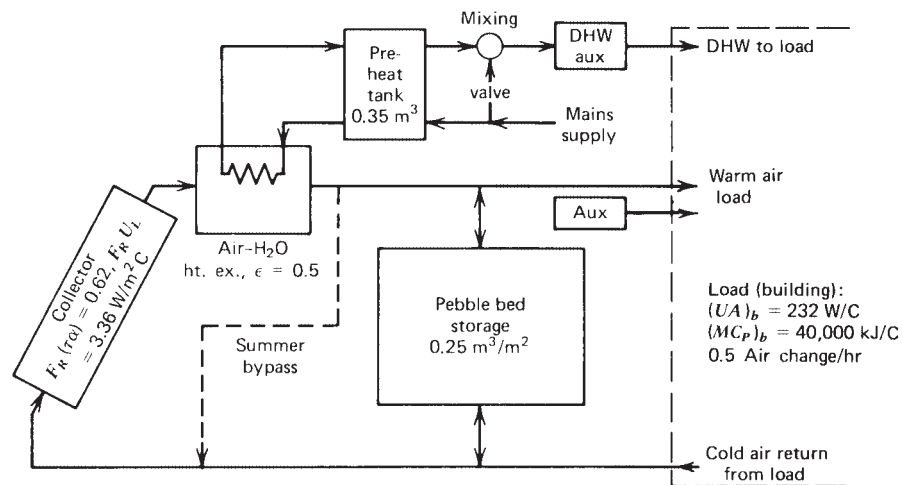 Mixing
Pre-
heat
tank
0.35 m³
DHW
aux
DHW to load
valve
Mains
supply
Warm air
load
Aux
Air-H₂O
ht. ex., ϵ = 0.5
Collector
F_R(τα) = 0.62, F_R U_L
= 3.36 W/m² C
Pebble bed
storage
0.25 m³/m²
Summer
bypass
Load (building):
(UA)_b = 232 W/C
(MC_P)_b = 40,000 kJ/C
0.5 Air change/hr
Cold air return
from load